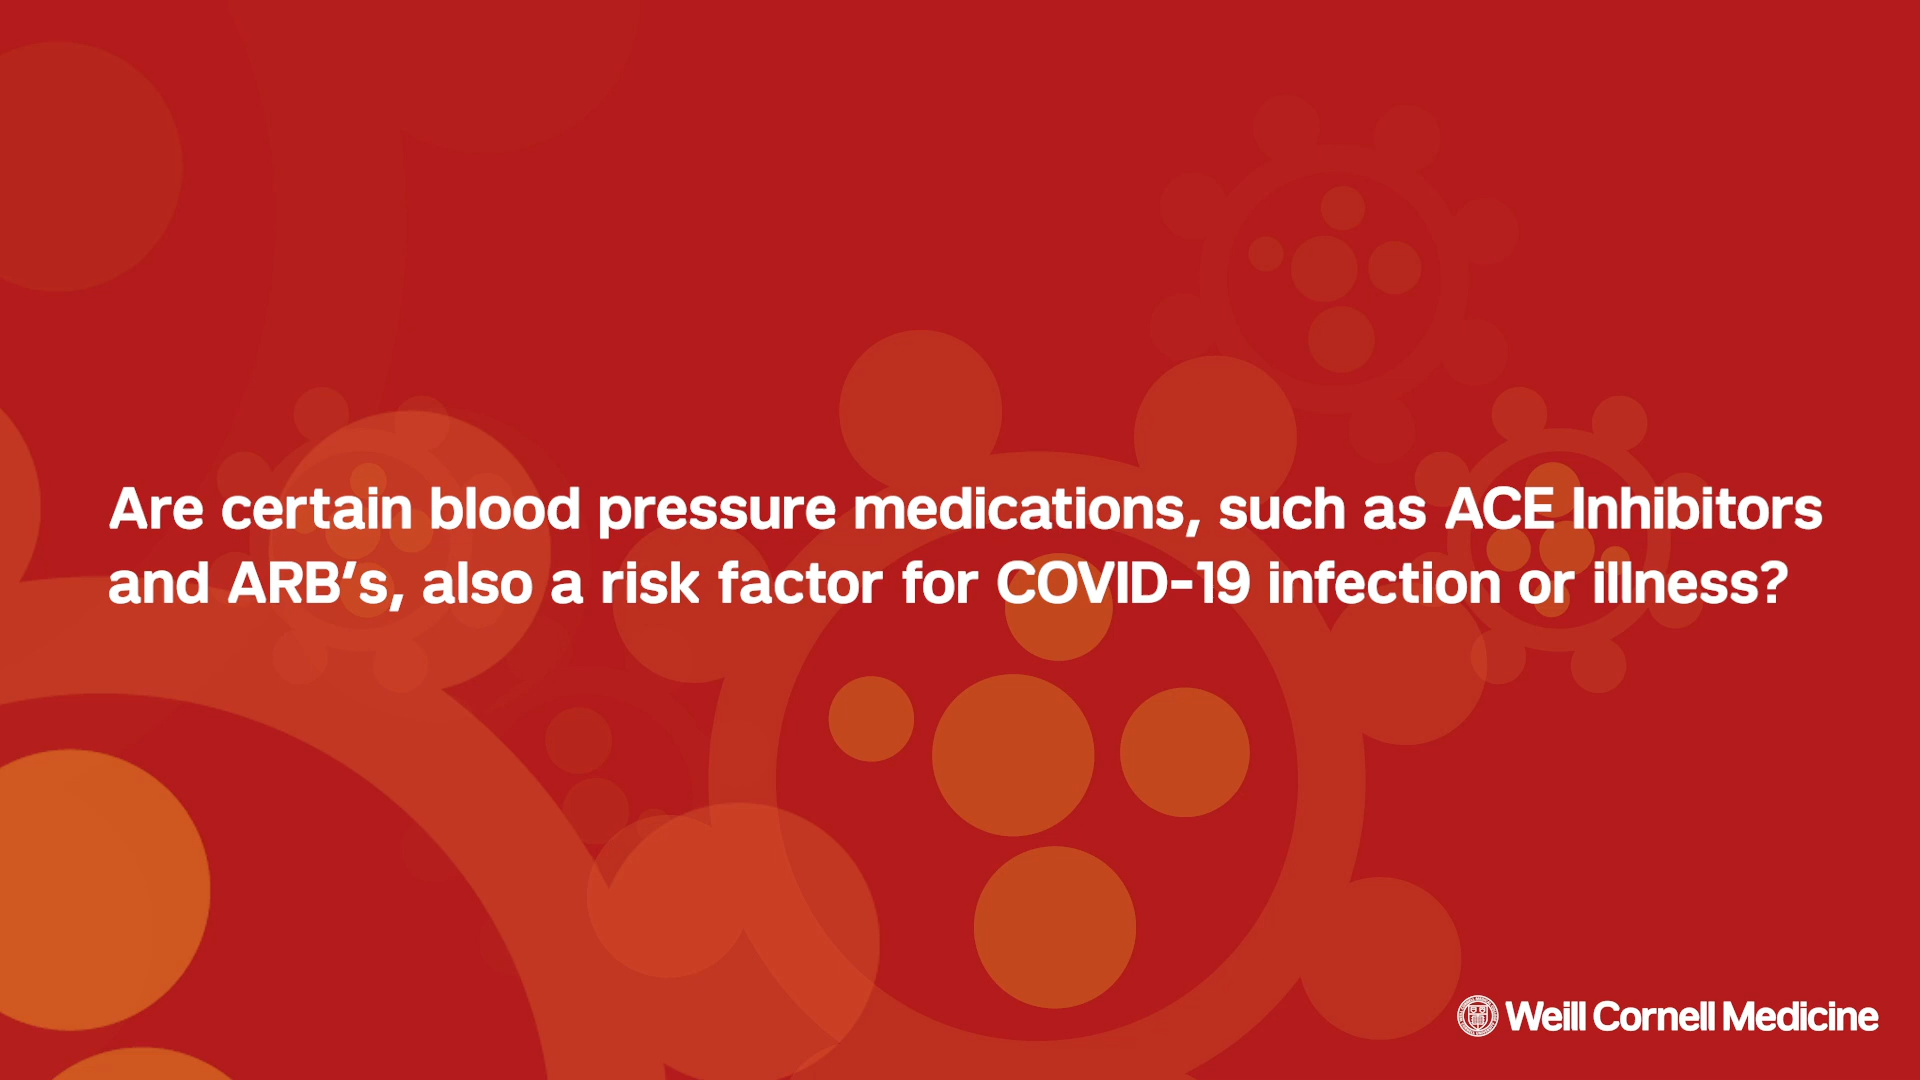 Are certain blood pressure medications, such as ACE Inhibitors
and ARB’s, also a risk factor for COVID-19 infection or illness?
Weill Cornell Medicine